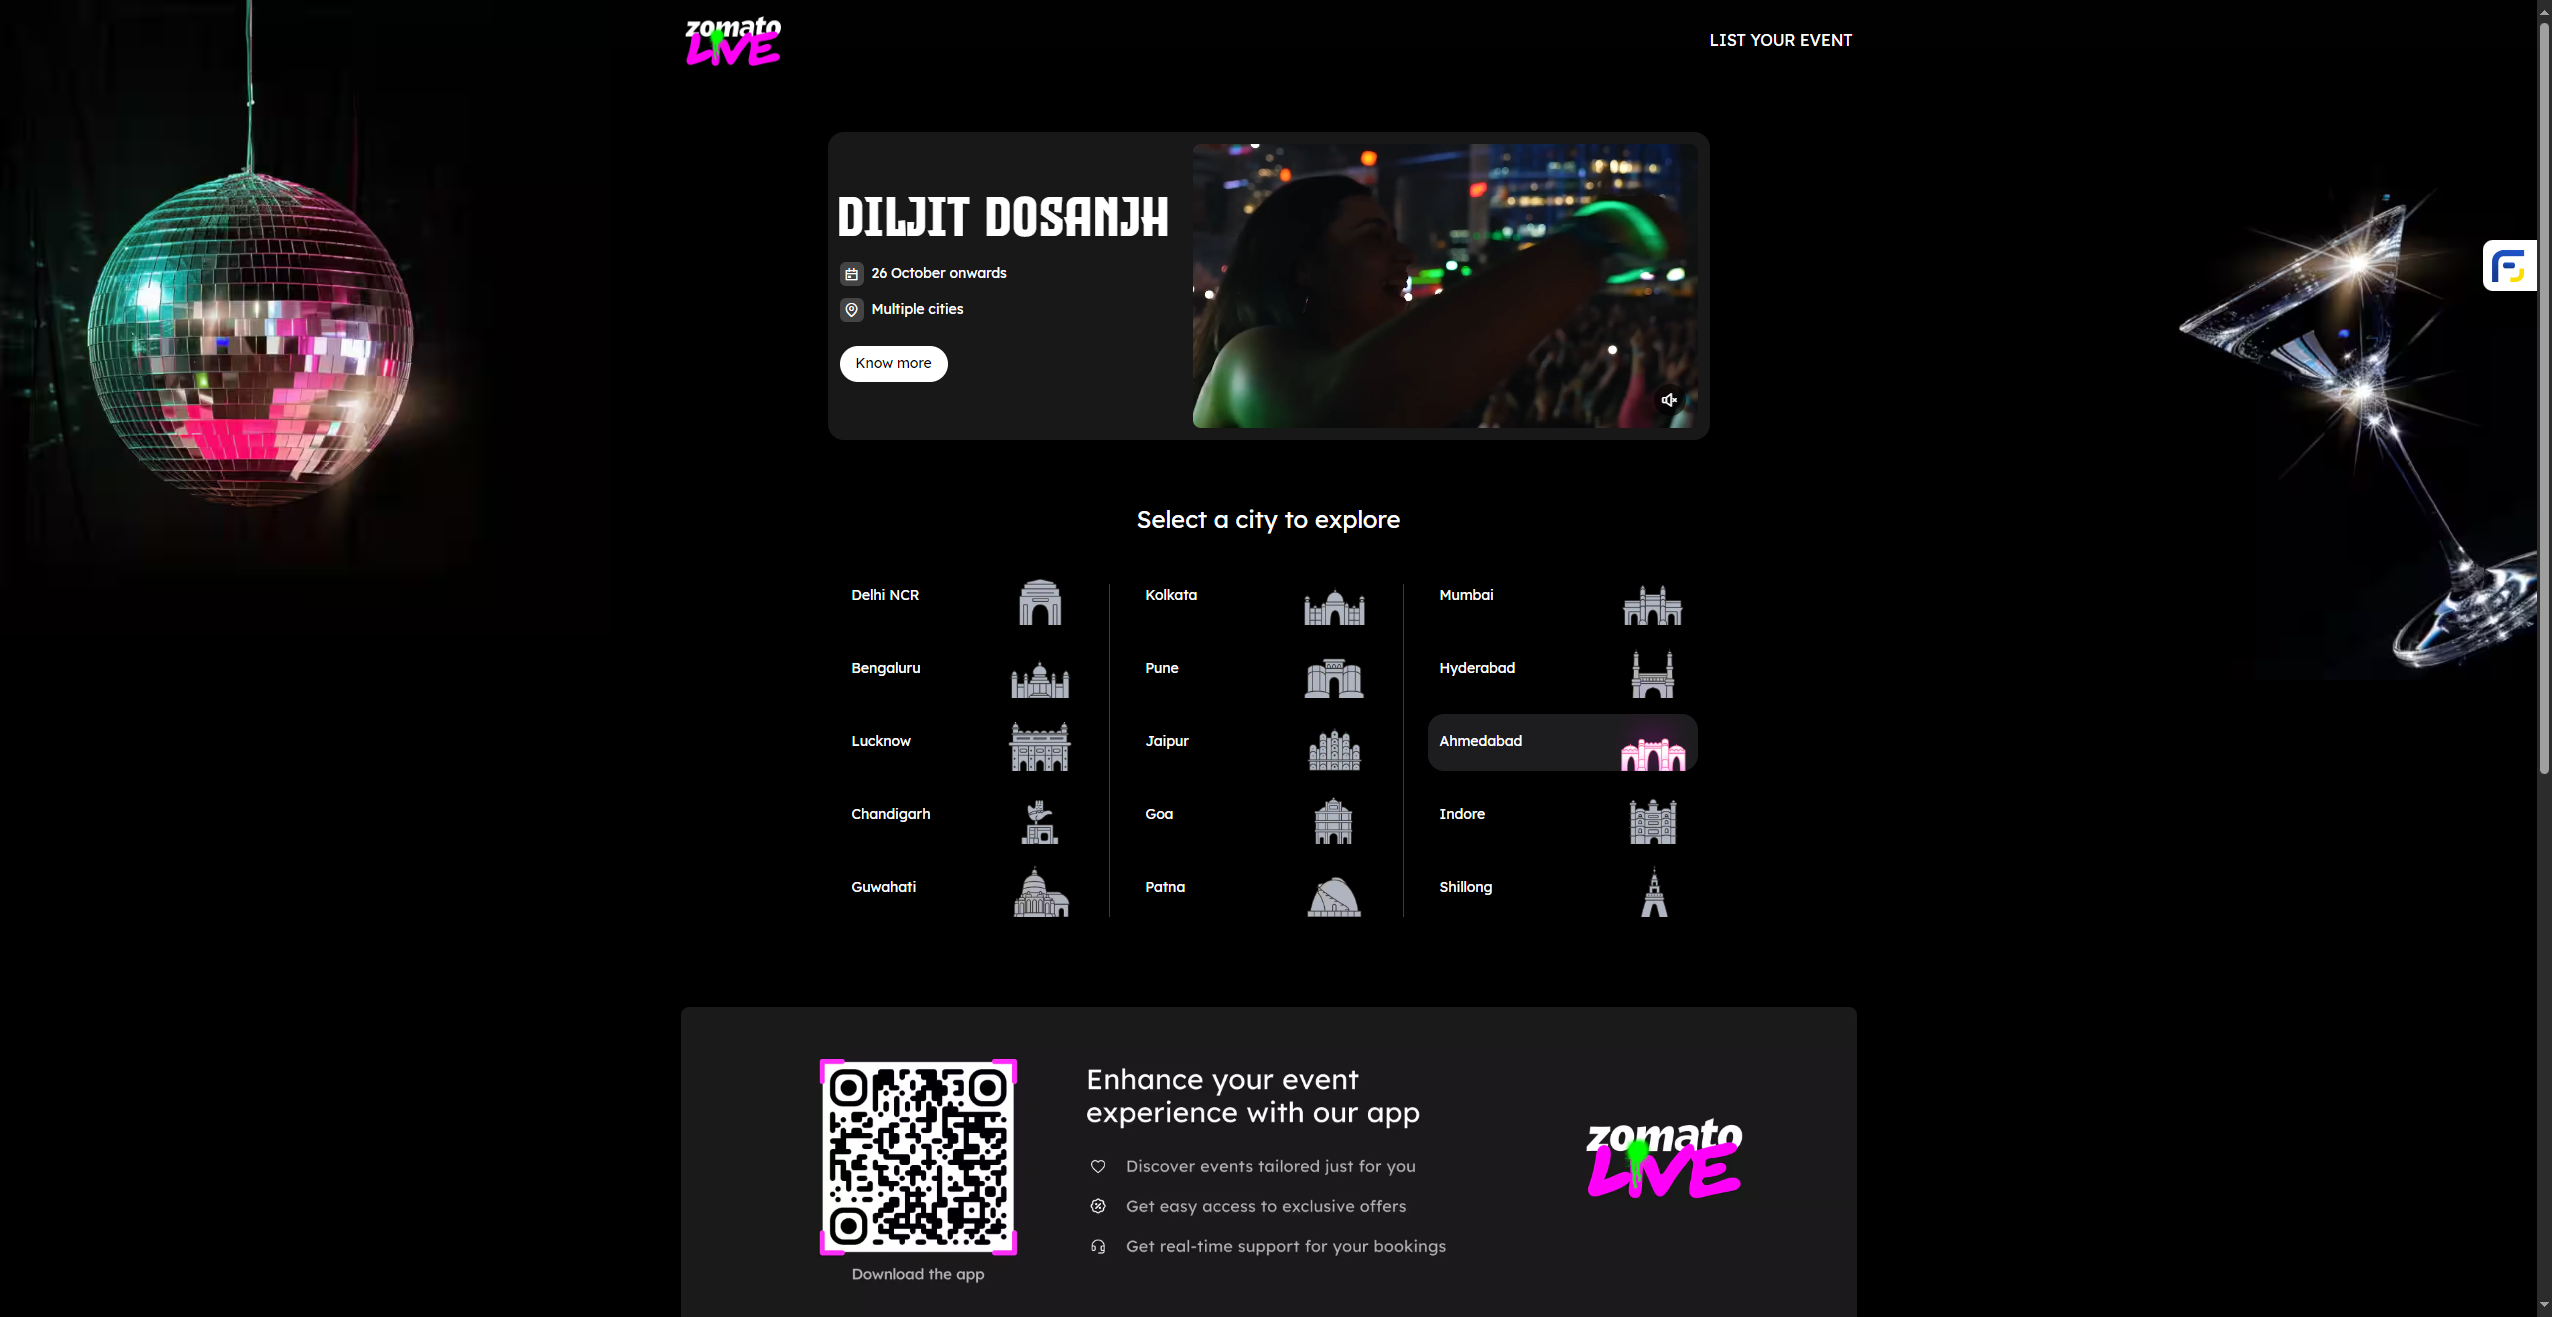 zomato
LIVE
LIST YOUR EVENT
DILJIT DOSANJH
26 October onwards
Multiple cities
Know more
Select a city to explore
Delhi NCR
Kolkata
Mumbai
Bengaluru
Pune
Hyderabad
Lucknow
Jaipur
Ahmedabad
Chandigarh
Goa
Indore
Guwahati
Patna
Shillong
Enhance your event
experience with our app
Discover events tailored just for you
Get easy access to exclusive offers
Get real-time support for your bookings
Download the app
zomato
LIVE